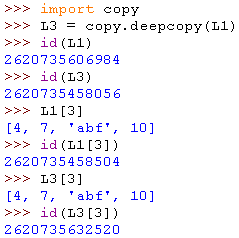 >>> import copy
>>> L3 = copy.deepcopy(L1)
>>> id(L1)
2620735606984
>>> id(L3)
2620735458056
>>> L1[3]
[4, 7, 'abf', 10]
>>> id(L1[3])
2620735458504
>>> L3[3]
[4, 7, 'abf', 10]
>>> id(L3[3])
2620735632520